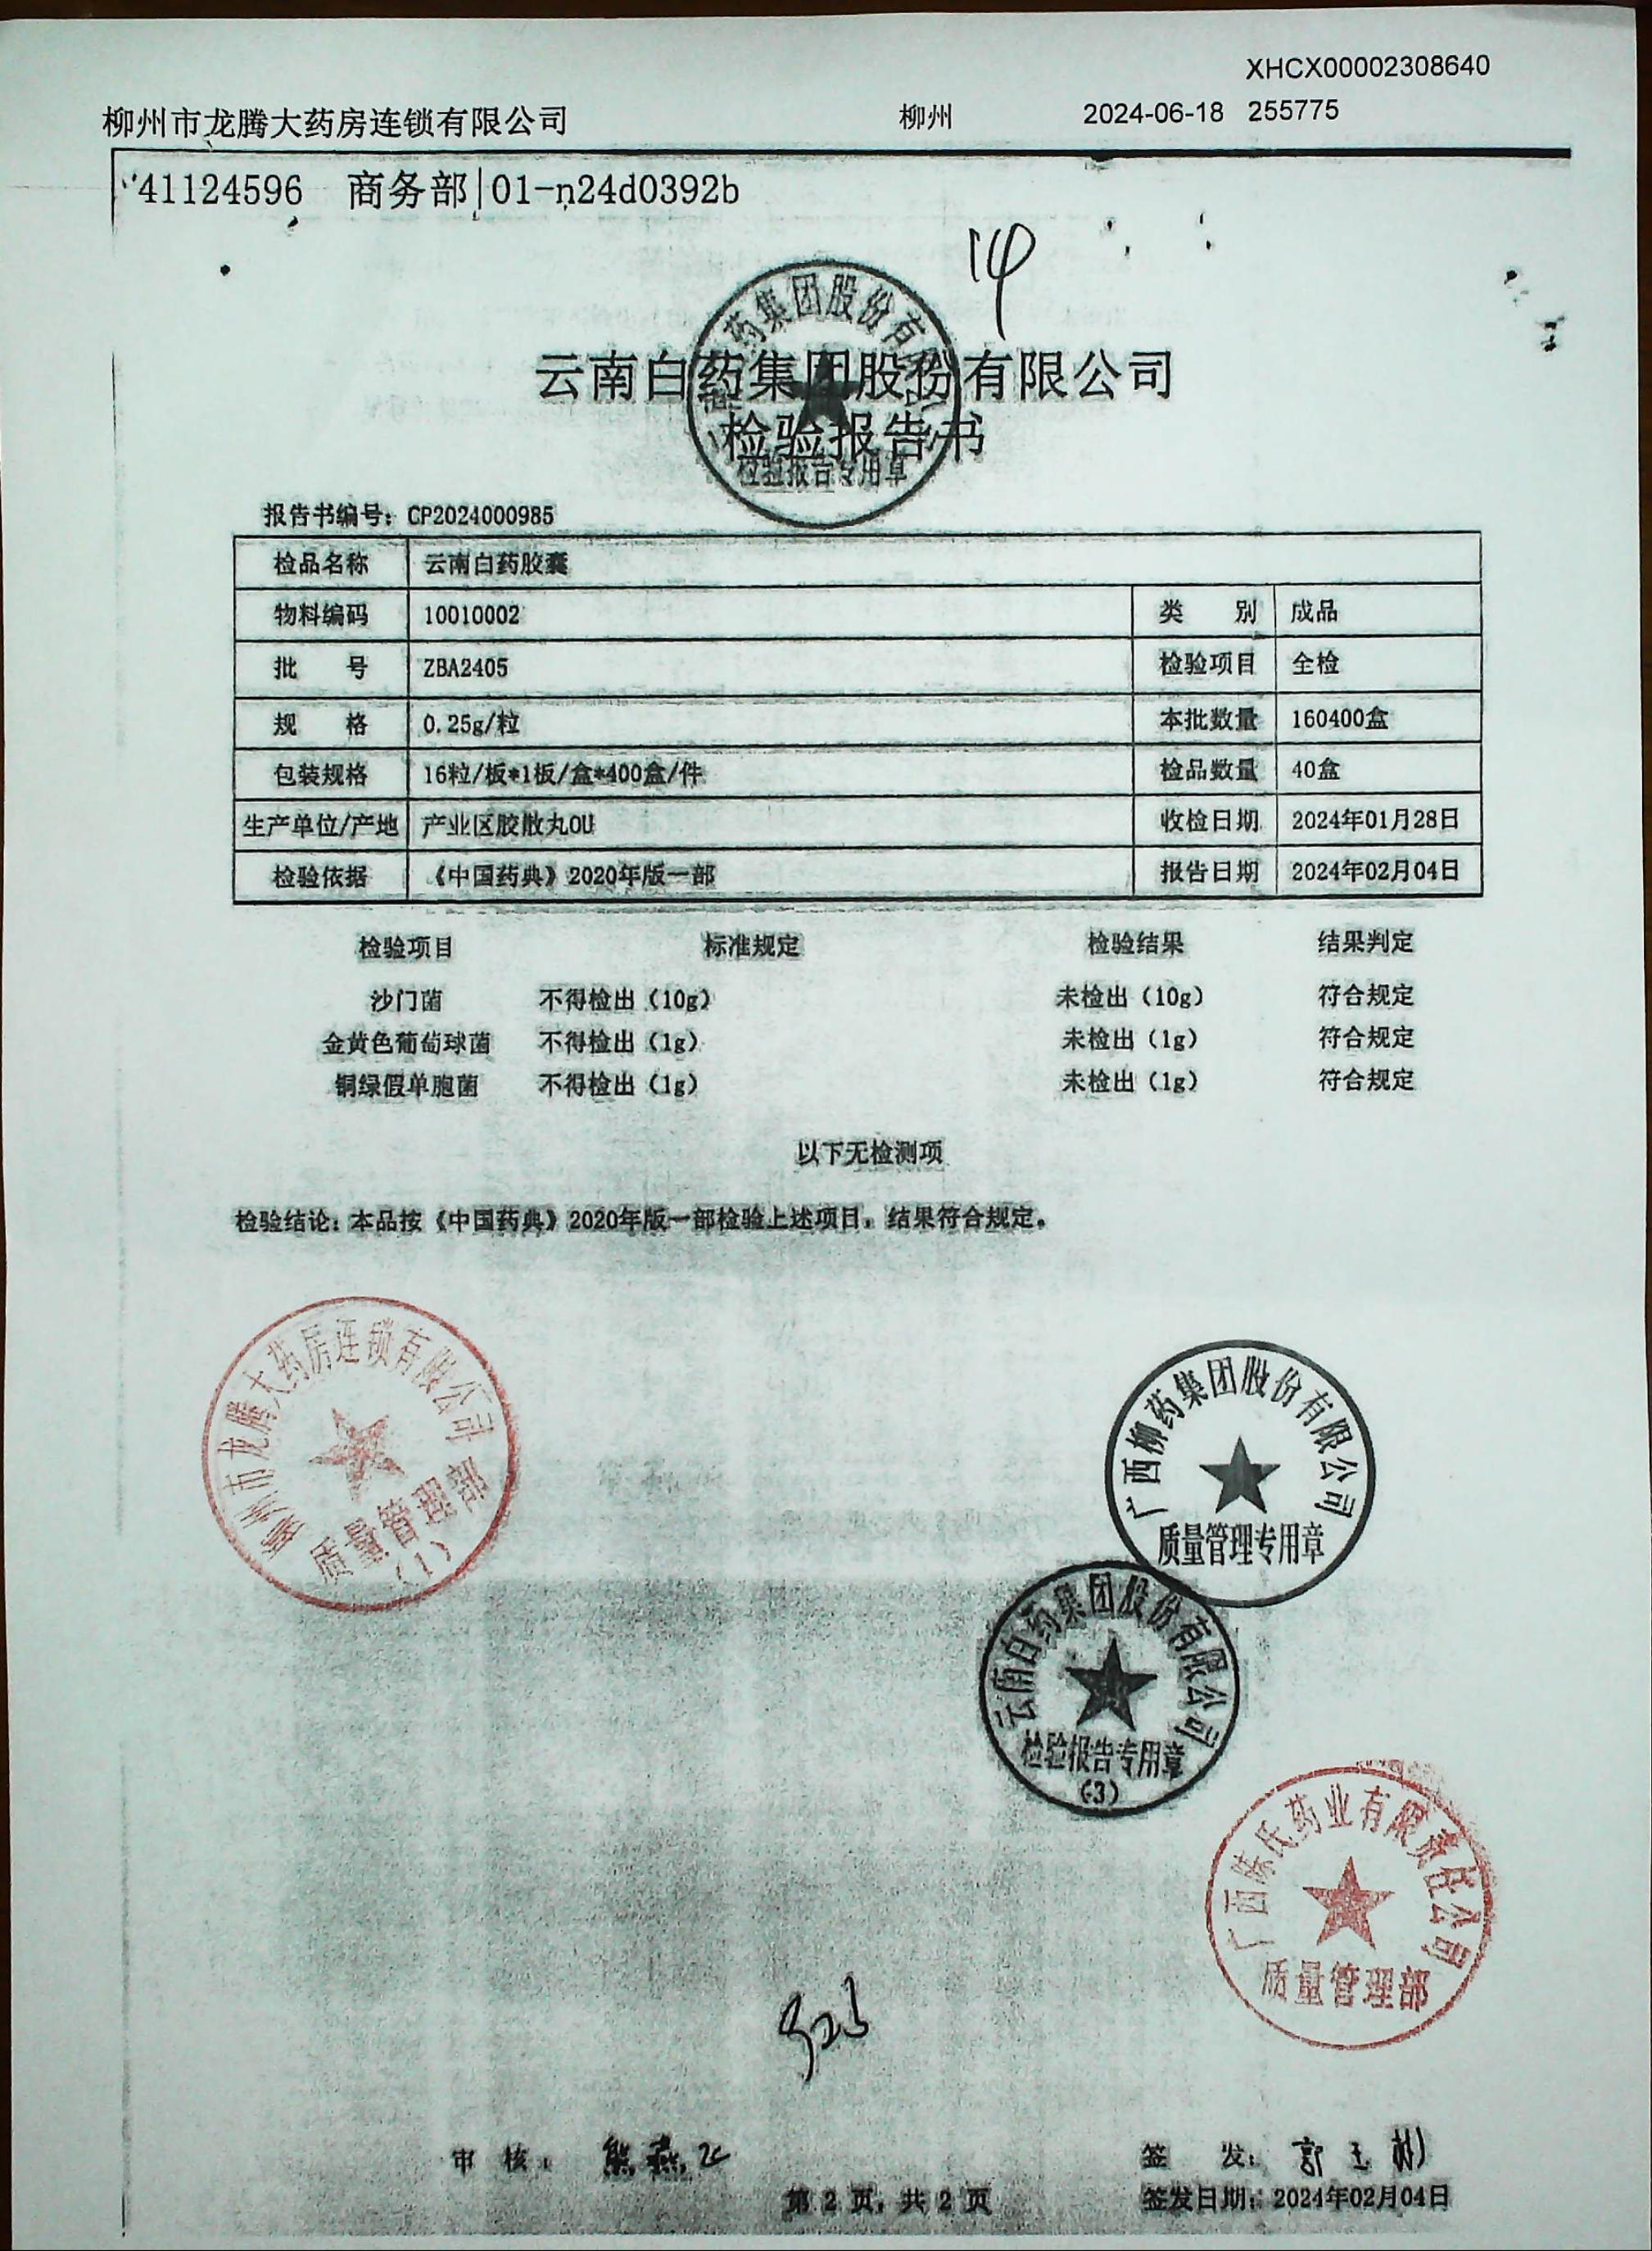 XHCX00002308640
柳州市龙腾大药房连锁有限公司 柳州 2024-06-18 255775
41124596 商务部|01-n24d0392b
14
云南白药集团股份有限公司
检验报告书
检验报告专用章
报告书编号：CP2024000985
检品名称 云南白药胶囊
物料编码 10010002 类 别 成品
批 号 ZBA2405 检验项目 全检
规 格 0.25g/粒 本批数量 160400盒
包装规格 16粒/板*1板/盒*400盒/件 检品数量 40盒
生产单位/产地 产业区胶散丸OU 收检日期 2024年01月28日
检验依据 《中国药典》2020年版一部 报告日期 2024年02月04日
检验项目 标准规定 检验结果 结果判定
沙门菌 不得检出（10g） 未检出（10g） 符合规定
金黄色葡萄球菌 不得检出（1g） 未检出（1g） 符合规定
铜绿假单胞菌 不得检出（1g） 未检出（1g） 符合规定
以下无检测项
检验结论：本品按《中国药典》2020年版一部检验上述项目，结果符合规定。
柳州市龙腾大药房连锁有限公司
质量管理部
（1）
广西柳药集团股份有限公司
质量管理专用章
云南白药集团股份有限公司
检验报告专用章
（3）
广西陈氏药业有限责任公司
质量管理部
审 核： 熊燕飞
签 发：
第 2 页，共 2 页
签发日期：2024年02月04日